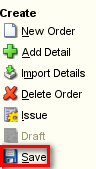 Create
New Order
Add Detail
Import Details
Delete Order
Issue
Draft
Save